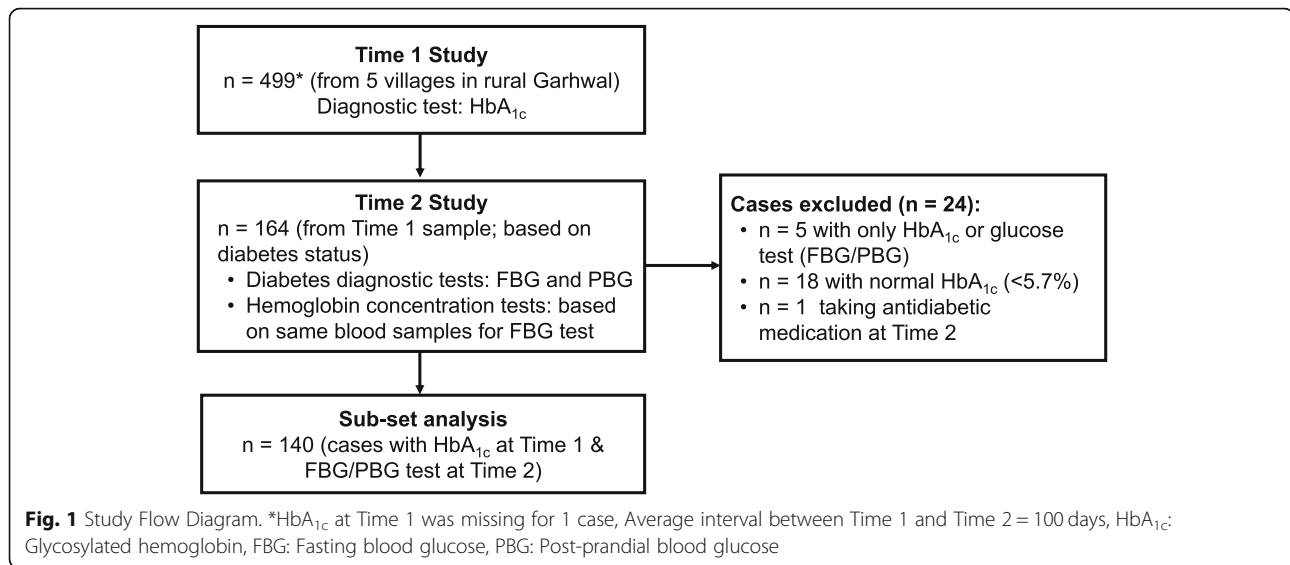 Time 1 Study
n = 499* (from 5 villages in rural Garhwal)
Diagnostic test: HbA1c
Time 2 Study
n = 164 (from Time 1 sample; based on
diabetes status)
• Diabetes diagnostic tests: FBG and PBG
• Hemoglobin concentration tests: based
on same blood samples for FBG test
Cases excluded (n = 24):
• n = 5 with only HbA1c or glucose
test (FBG/PBG)
• n = 18 with normal HbA1c (<5.7%)
• n = 1 taking antidiabetic
medication at Time 2
Sub-set analysis
n = 140 (cases with HbA1c at Time 1 &
FBG/PBG test at Time 2)
Fig. 1 Study Flow Diagram. *HbA1c at Time 1 was missing for 1 case, Average interval between Time 1 and Time 2 = 100 days, HbA1c:
Glycosylated hemoglobin, FBG: Fasting blood glucose, PBG: Post-prandial blood glucose